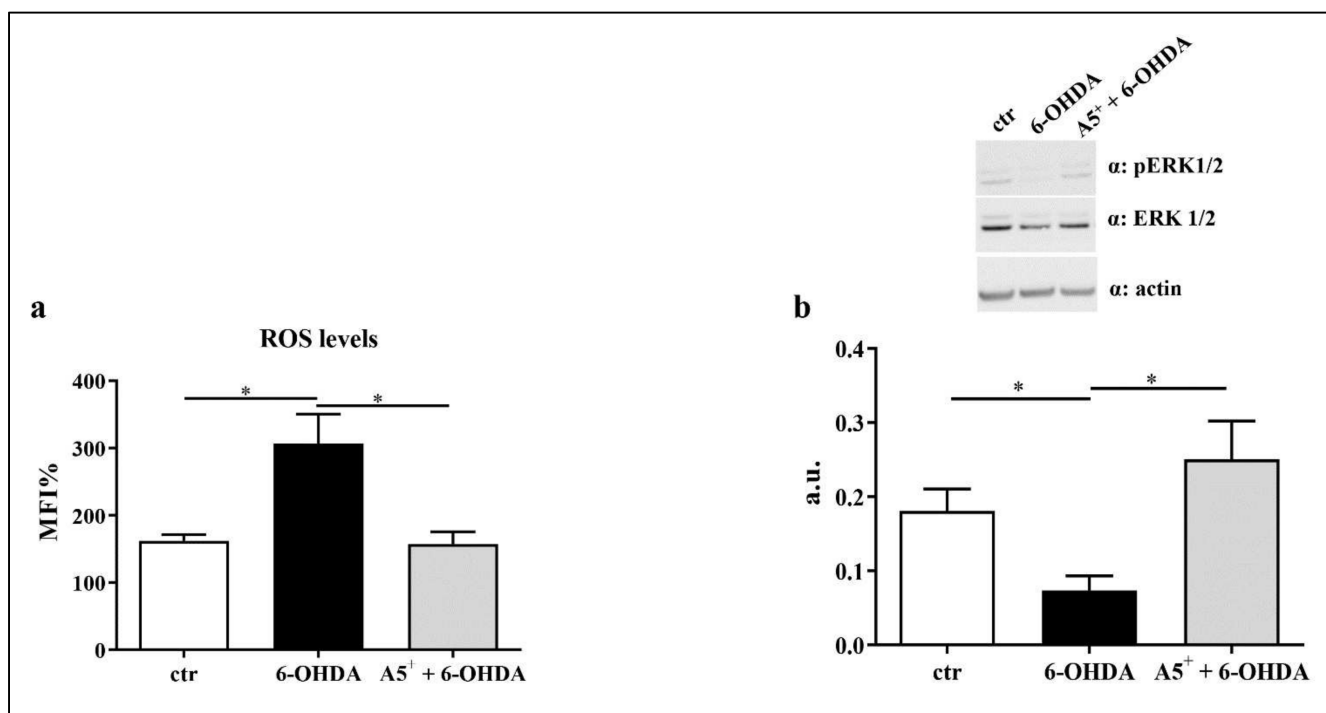 a
ROS levels
MFI%
400
300
200
100
0
*
*
ctr
6-OHDA
A5⁺ + 6-OHDA
ctr
6-OHDA
A5⁺ + 6-OHDA
α: pERK1/2
α: ERK 1/2
α: actin
b
a.u.
0.4
0.3
0.2
0.1
0.0
*
*
ctr
6-OHDA
A5⁺ + 6-OHDA